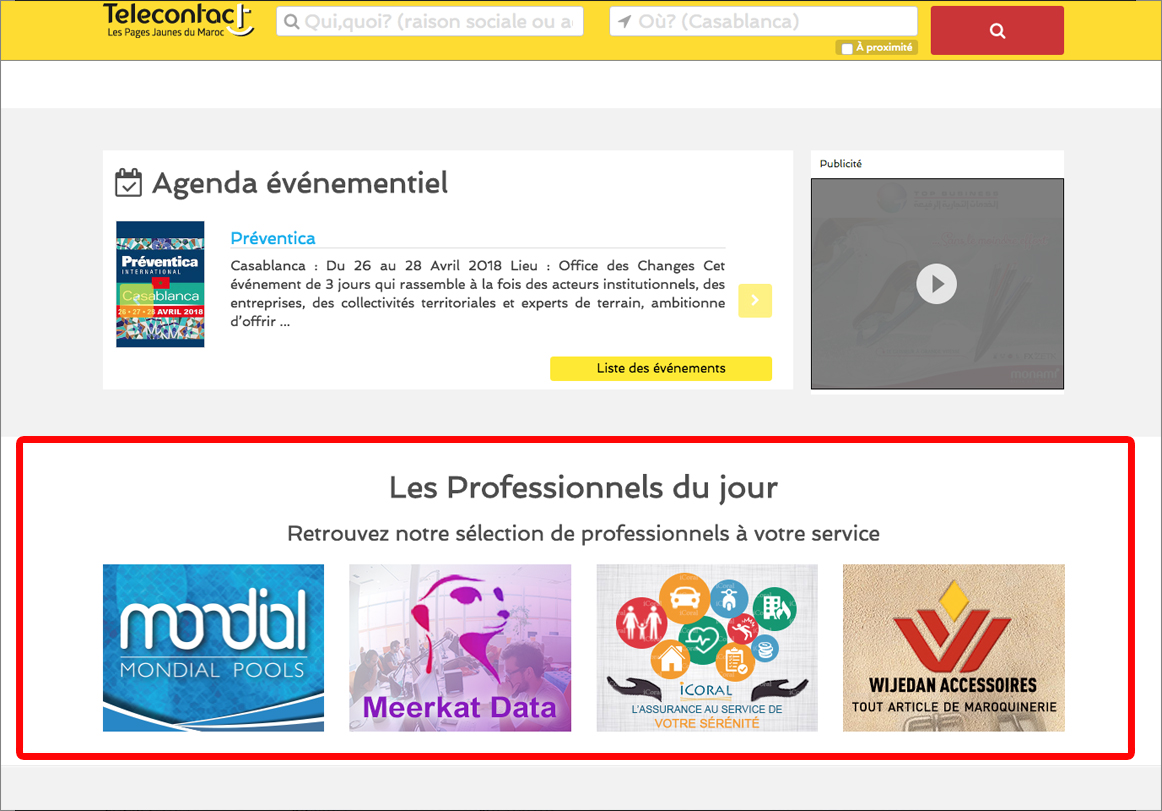 Telecontact
Les Pages Jaunes du Maroc
Qui,quoi? (raison sociale ou a
Où? (Casablanca)
À proximité
Agenda événementiel
Publicité
Préventica
INTERNATIONAL
Casablanca
26 • 27 • 28 AVRIL 2018
Préventica
Casablanca : Du 26 au 28 Avril 2018 Lieu : Office des Changes Cet
événement de 3 jours qui rassemble à la fois des acteurs institutionnels, des
entreprises, des collectivités territoriales et experts de terrain, ambitionne
d'offrir ...
Liste des événements
Les Professionnels du jour
Retrouvez notre sélection de professionnels à votre service
mondial
MONDIAL POOLS
Meerkat Data
iCORAL
L'ASSURANCE AU SERVICE DE
VOTRE SÉRÉNITÉ
WIJEDAN ACCESSOIRES
TOUT ARTICLE DE MAROQUINERIE